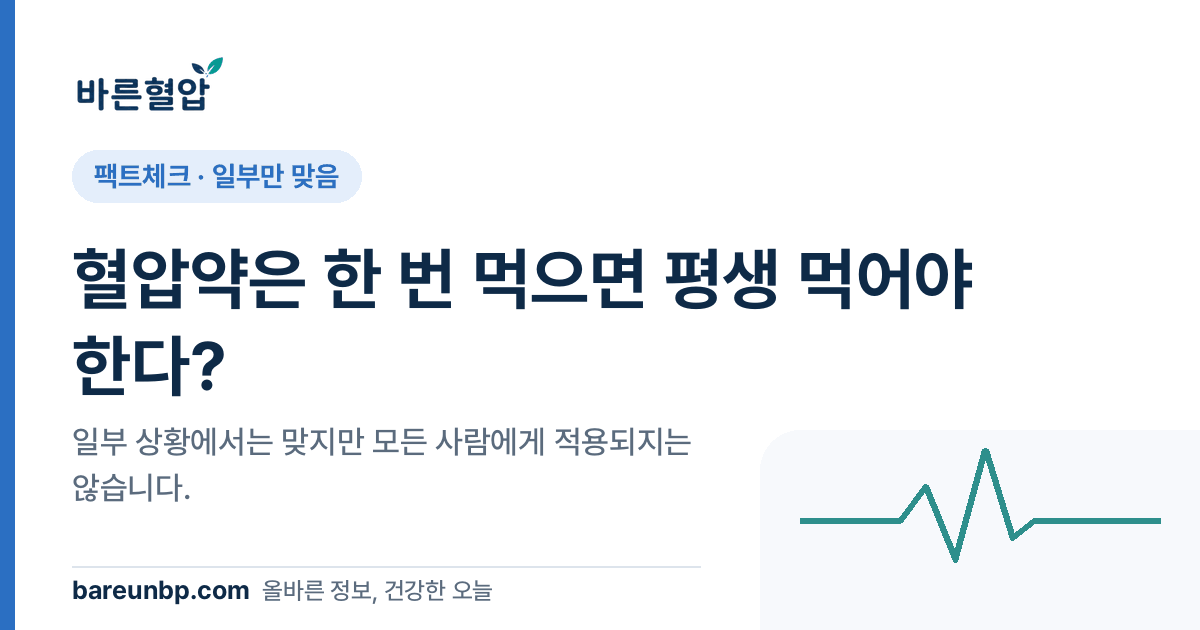 바른혈압
팩트체크 · 일부만 맞음
혈압약은 한 번 먹으면 평생 먹어야
한다?
일부 상황에서는 맞지만 모든 사람에게 적용되지는
않습니다.
bareunbp.com 올바른 정보, 건강한 오늘